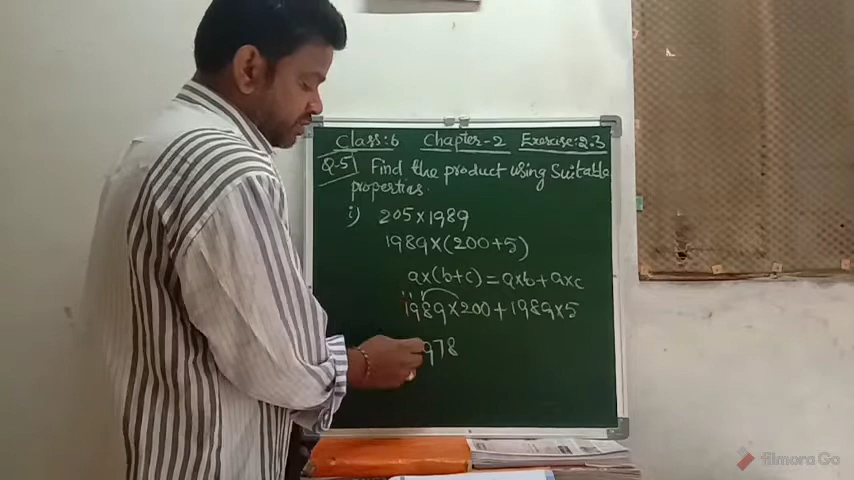 Class:6 Chapter-2 Exercise:2.3
Q-5) Find the product using Suitable
properties.
i) 205×1989
1989×(200+5)
a×(b+c)=a×b+a×c
1989×200+1989×5
978
filmora Go